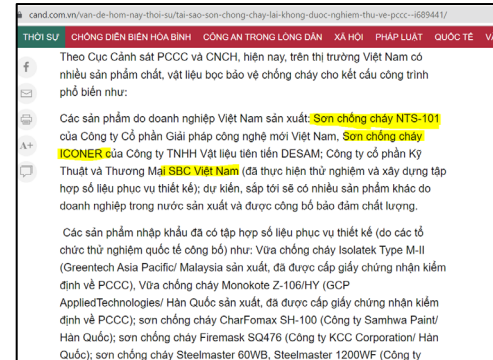 cand.com.vn/van-de-hom-nay-thoi-su/tai-sao-son-chong-chay-lai-khong-duoc-nghiem-thu-ve-pccc--i689441/
THỜI SỰ CHỐNG DIỄN BIẾN HÒA BÌNH CÔNG AN TRONG LÒNG DÂN XÃ HỘI PHÁP LUẬT QUỐC TẾ
Theo Cục Cảnh sát PCCC và CNCH, hiện nay, trên thị trường Việt Nam có
nhiều sản phẩm chất, vật liệu bọc bảo vệ chống cháy cho kết cấu công trình
phổ biến như:
Các sản phẩm do doanh nghiệp Việt Nam sản xuất: Sơn chống cháy NTS-101
của Công ty Cổ phần Giải pháp công nghệ mới Việt Nam, Sơn chống cháy
ICONER của Công ty TNHH Vật liệu tiên tiến DESAM; Công ty cổ phần Kỹ
Thuật và Thương Mại SBC Việt Nam (đã thực hiện thử nghiệm và xây dựng tập
hợp số liệu phục vụ thiết kế); dự kiến, sắp tới sẽ có nhiều sản phẩm khác do
doanh nghiệp trong nước sản xuất và được công bố bảo đảm chất lượng.
Các sản phẩm nhập khẩu đã có tập hợp số liệu phục vụ thiết kế (do các tổ
chức thử nghiệm quốc tế công bố) như: Vữa chống cháy Isolatek Type M-II
(Greentech Asia Pacific/ Malaysia sản xuất, đã được cấp giấy chứng nhận kiểm
định về PCCC), Vữa chống cháy Monokote Z-106/HY (GCP
AppliedTechnologies/ Hàn Quốc sản xuất, đã được cấp giấy chứng nhận kiểm
định về PCCC); sơn chống cháy CharFomax SH-100 (Công ty Samhwa Paint/
Hàn Quốc); sơn chống cháy Firemask SQ476 (Công ty KCC Corporation/ Hàn
Quốc); sơn chống cháy Steelmaster 60WB, Steelmaster 1200WF (Công ty